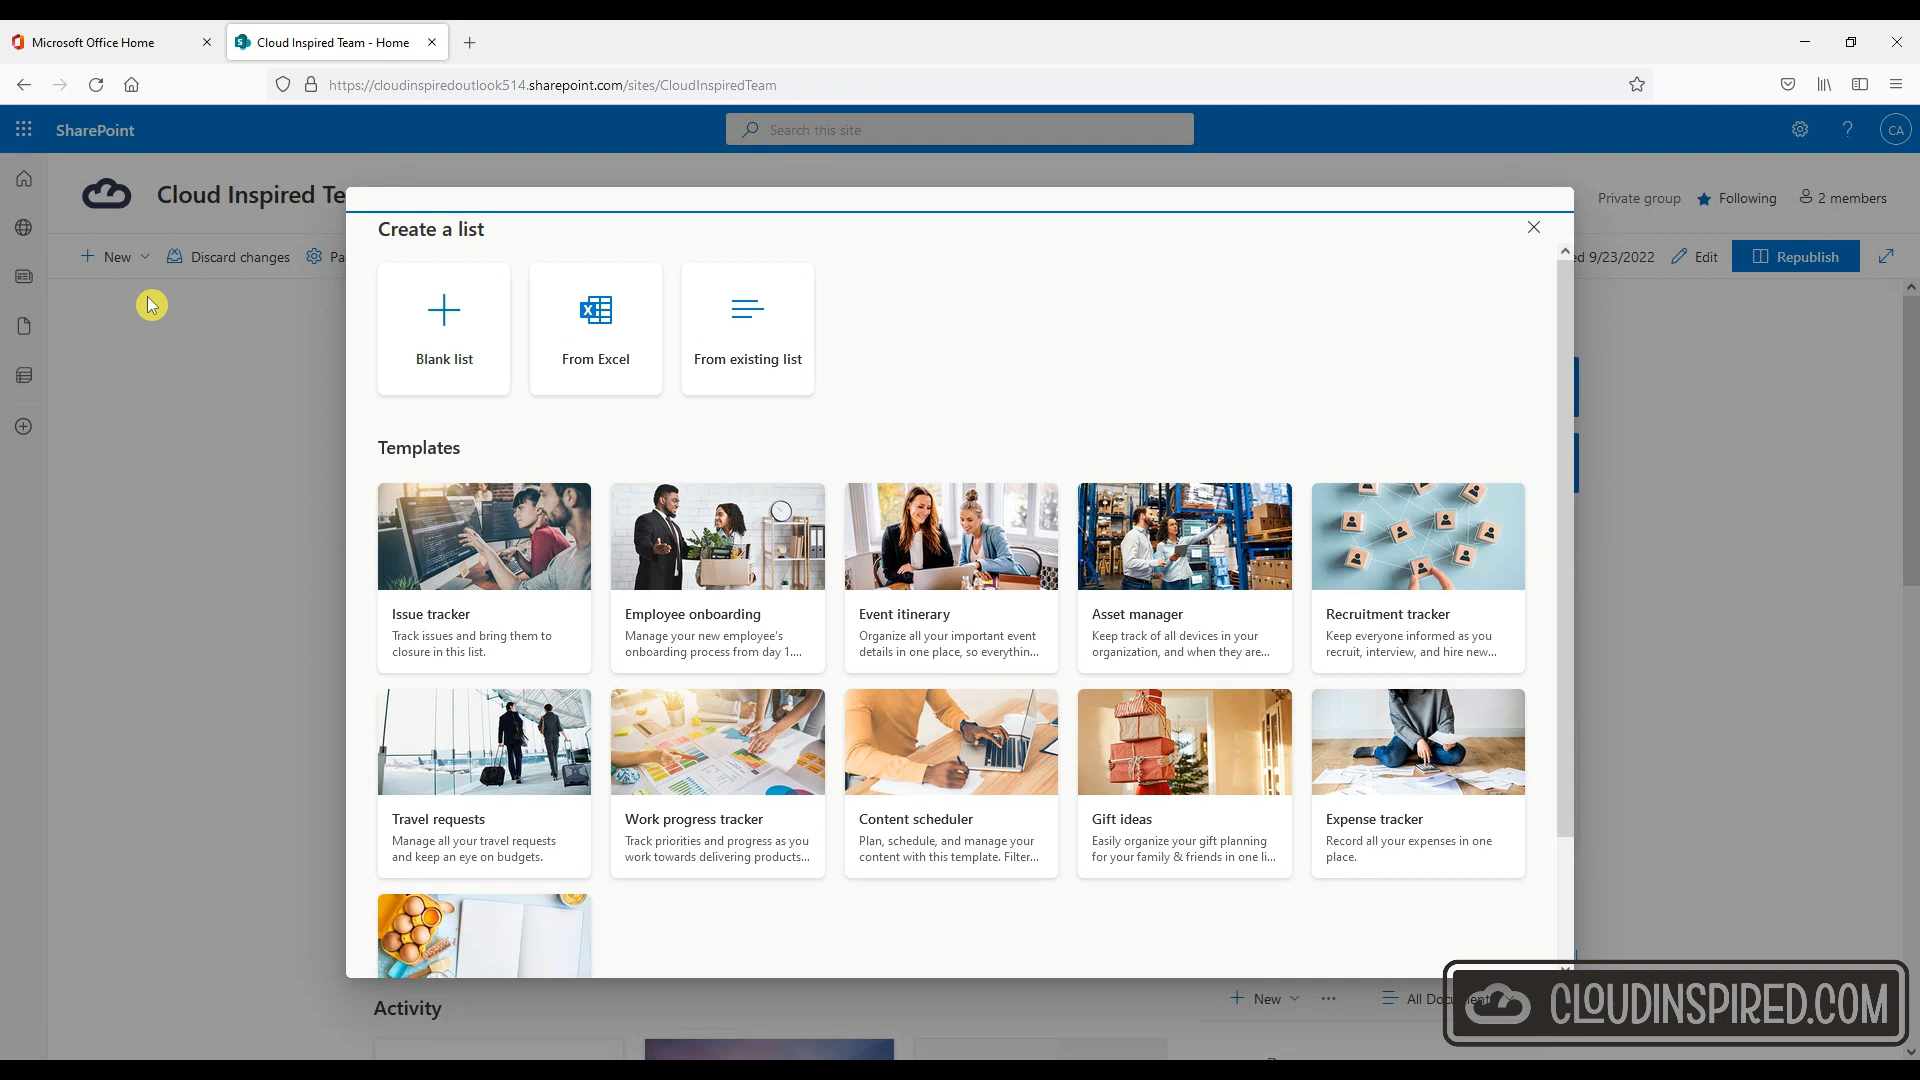 Microsoft Office Home
Cloud Inspired Team - Home
https://cloudinspiredoutlook514.sharepoint.com/sites/CloudInspiredTeam
SharePoint
Search this site
CA
Cloud Inspired Te
Private group
Following
2 members
New
Discard changes
Pa
ed 9/23/2022
Edit
Republish
Create a list
Blank list
From Excel
From existing list
Templates
Issue tracker
Track issues and bring them to
closure in this list.
Employee onboarding
Manage your new employee's
onboarding process from day 1....
Event itinerary
Organize all your important event
details in one place, so everythin...
Asset manager
Keep track of all devices in your
organization, and when they are...
Recruitment tracker
Keep everyone informed as you
recruit, interview, and hire new...
Travel requests
Manage all your travel requests
and keep an eye on budgets.
Work progress tracker
Track priorities and progress as you
work towards delivering products...
Content scheduler
Plan, schedule, and manage your
content with this template. Filter...
Gift ideas
Easily organize your gift planning
for your family & friends in one li...
Expense tracker
Record all your expenses in one
place.
Activity
New
All Documents
CLOUDINSPIRED.COM